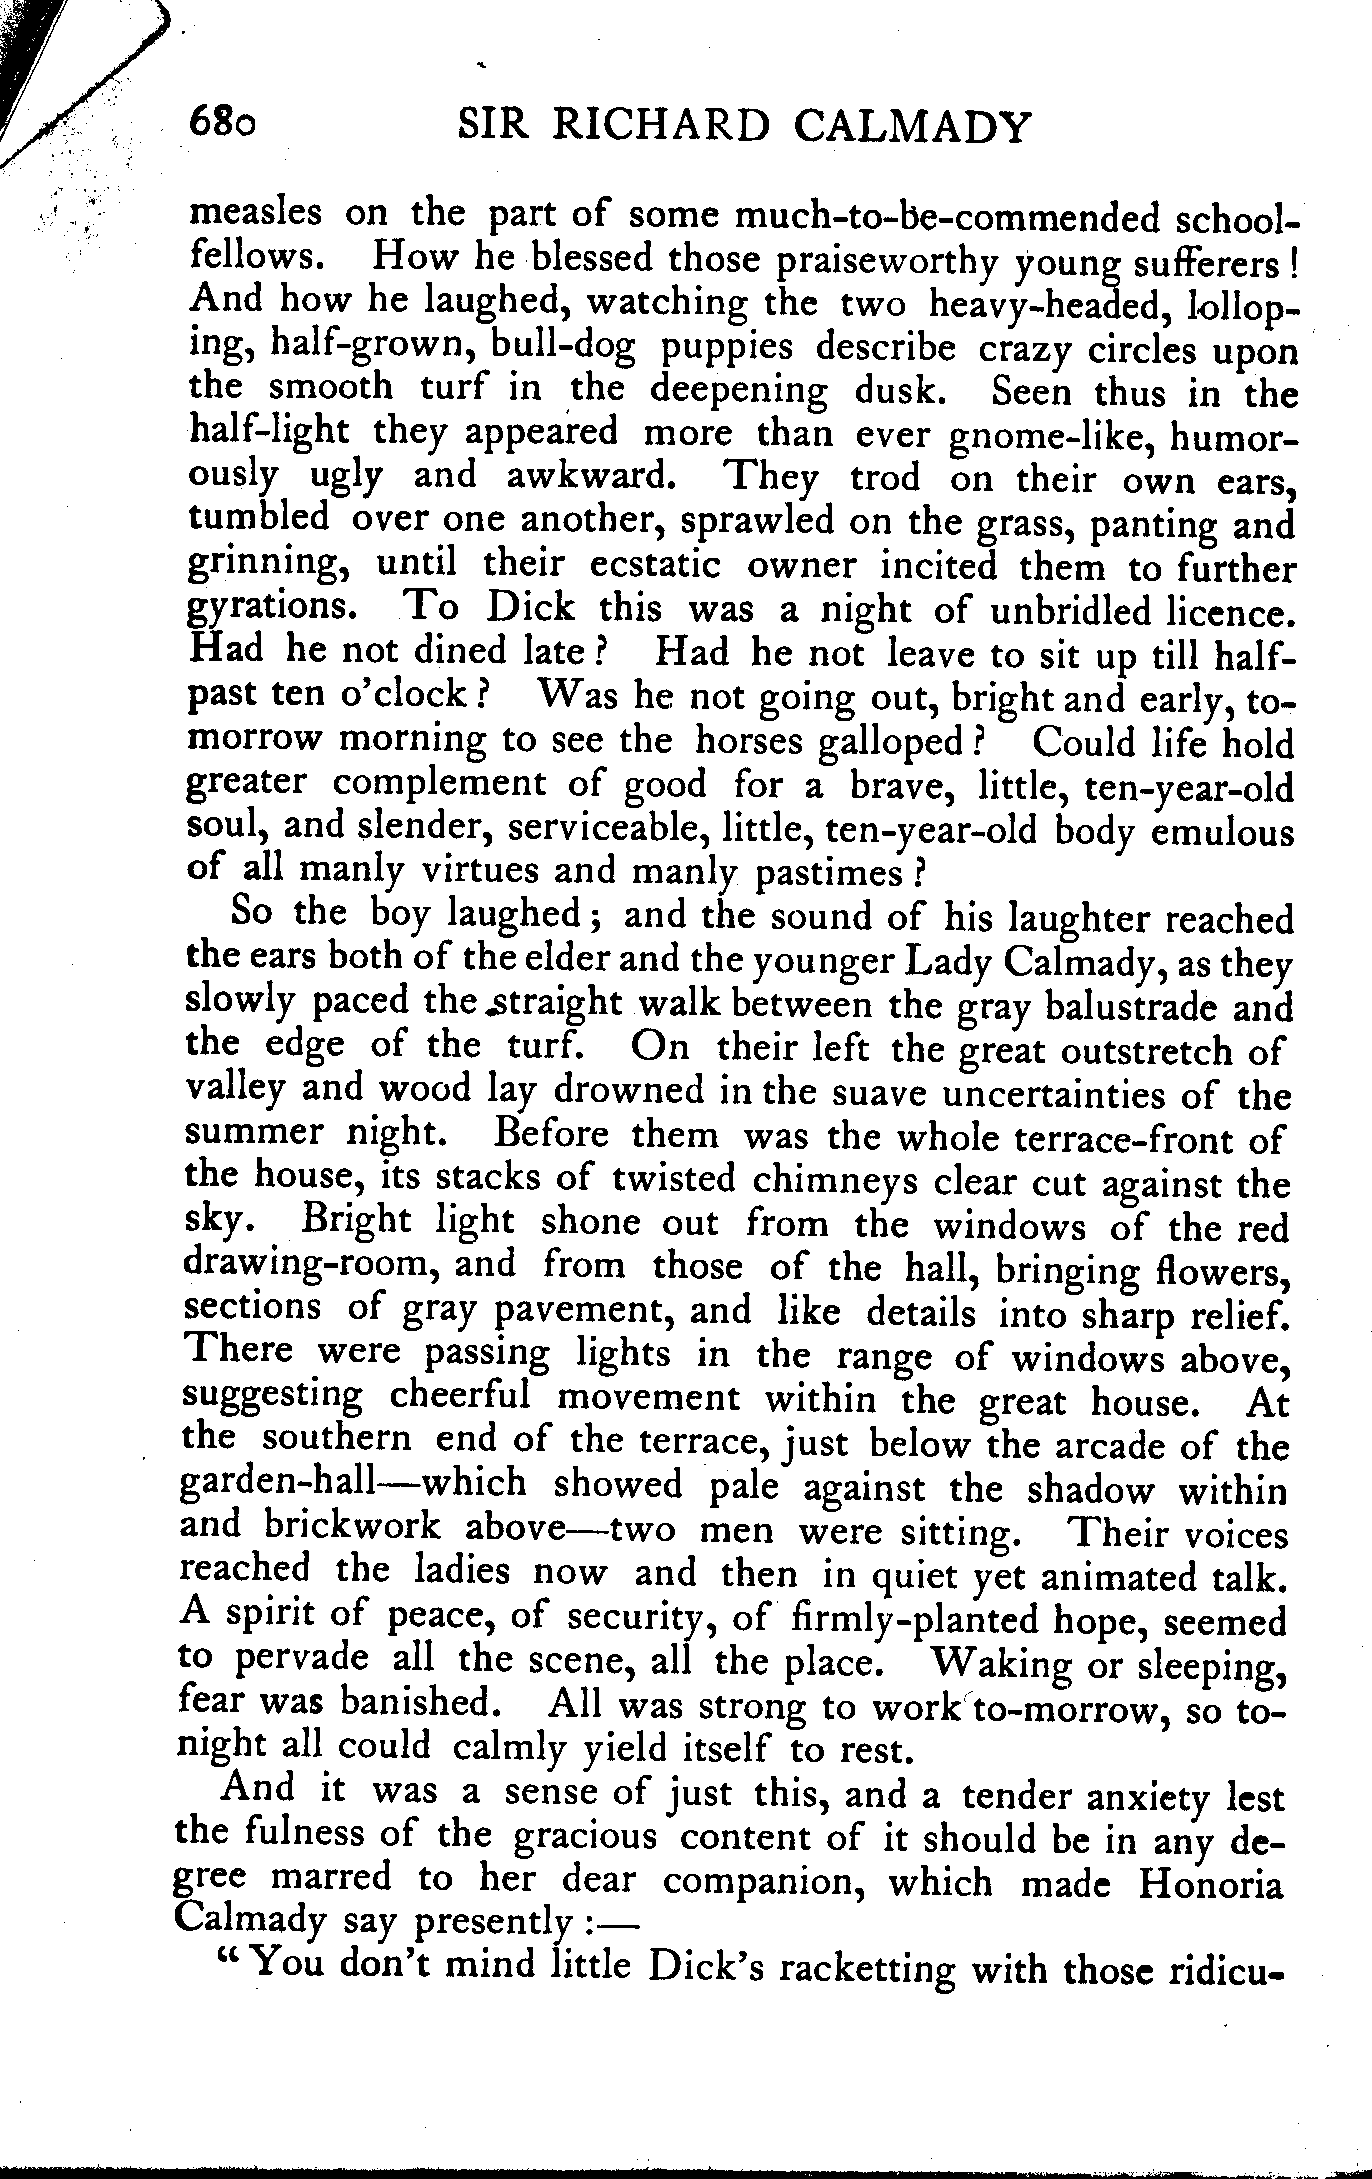 680 SIR RICHARD CALMADY
measles on the part of some much-to-be-commended school-
fellows. How he blessed those praiseworthy young sufferers !
And how he laughed, watching the two heavy-headed, lollop-
ing, half-grown, bull-dog puppies describe crazy circles upon
the smooth turf in the deepening dusk. Seen thus in the
half-light they appeared more than ever gnome-like, humor-
ously ugly and awkward. They trod on their own ears,
tumbled over one another, sprawled on the grass, panting and
grinning, until their ecstatic owner incited them to further
gyrations. To Dick this was a night of unbridled licence.
Had he not dined late ? Had he not leave to sit up till half-
past ten o'clock ? Was he not going out, bright and early, to-
morrow morning to see the horses galloped ? Could life hold
greater complement of good for a brave, little, ten-year-old
soul, and slender, serviceable, little, ten-year-old body emulous
of all manly virtues and manly pastimes ?
So the boy laughed ; and the sound of his laughter reached
the ears both of the elder and the younger Lady Calmady, as they
slowly paced the straight walk between the gray balustrade and
the edge of the turf. On their left the great outstretch of
valley and wood lay drowned in the suave uncertainties of the
summer night. Before them was the whole terrace-front of
the house, its stacks of twisted chimneys clear cut against the
sky. Bright light shone out from the windows of the red
drawing-room, and from those of the hall, bringing flowers,
sections of gray pavement, and like details into sharp relief.
There were passing lights in the range of windows above,
suggesting cheerful movement within the great house. At
the southern end of the terrace, just below the arcade of the
garden-hall—which showed pale against the shadow within
and brickwork above—two men were sitting. Their voices
reached the ladies now and then in quiet yet animated talk.
A spirit of peace, of security, of firmly-planted hope, seemed
to pervade all the scene, all the place. Waking or sleeping,
fear was banished. All was strong to work to-morrow, so to-
night all could calmly yield itself to rest.
And it was a sense of just this, and a tender anxiety lest
the fulness of the gracious content of it should be in any de-
gree marred to her dear companion, which made Honoria
Calmady say presently :—
“ You don't mind little Dick's racketting with those ridicu-